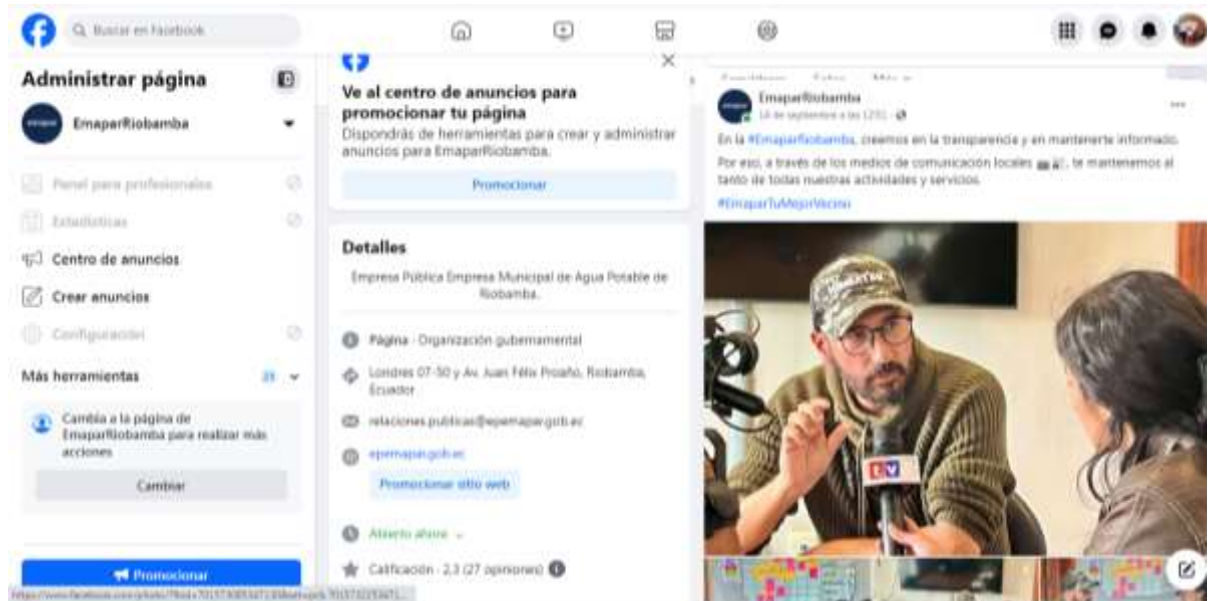 Buscar en Facebook
Administrar página
EmaparRiobamba
Panel para profesionales
Estadísticas
Centro de anuncios
Crear anuncios
Configuración
Más herramientas
Cambia a la página de
EmaparRiobamba para realizar más
acciones
Cambiar
Promocionar
Ve al centro de anuncios para
promocionar tu página
Dispondrás de herramientas para crear y administrar
anuncios para EmaparRiobamba.
Promocionar
Detalles
Empresa Pública Empresa Municipal de Agua Potable de
Riobamba.
Página · Organización gubernamental
Londres 07-50 y Av. Juan Félix Proaño, Riobamba,
Ecuador
relaciones.publicas@epemapar.gob.ec
epemapar.gob.ec
Promocionar sitio web
Abierto ahora
Calificación · 2,3 (27 opiniones)
EmaparRiobamba
de septiembre a las
En la #EmaparRiobamba, creemos en la transparencia y en mantenerte informado.
Por eso, a través de los medios de comunicación locales, te mantenemos al
tanto de todas nuestras actividades y servicios.
#EmaparTuMejorVecino
tv